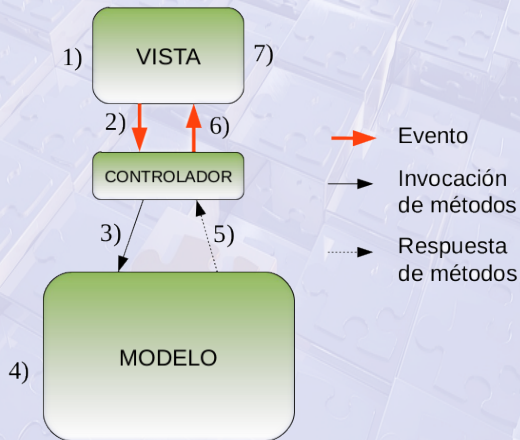 1)
VISTA
7)
2)
6)
Evento
CONTROLADOR
Invocación
de métodos
3)
5)
Respuesta
de métodos
MODELO
4)